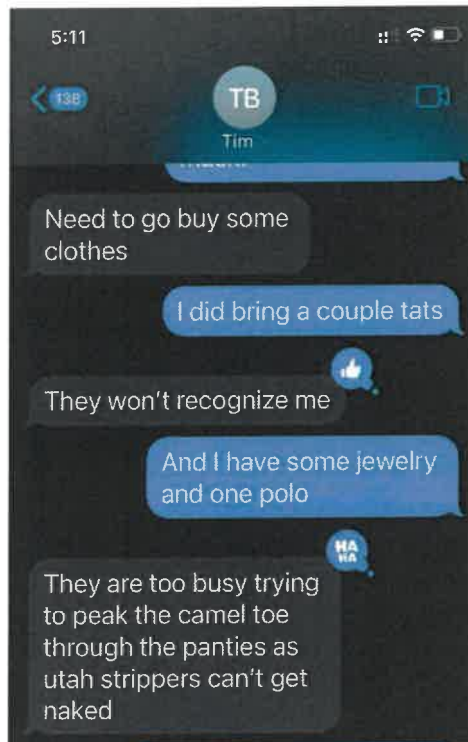 5:11
138
TB
Tim
Need to go buy some
clothes
I did bring a couple tats
They won't recognize me
And I have some jewelry
and one polo
HA
HA
They are too busy trying
to peak the camel toe
through the panties as
utah strippers can't get
naked